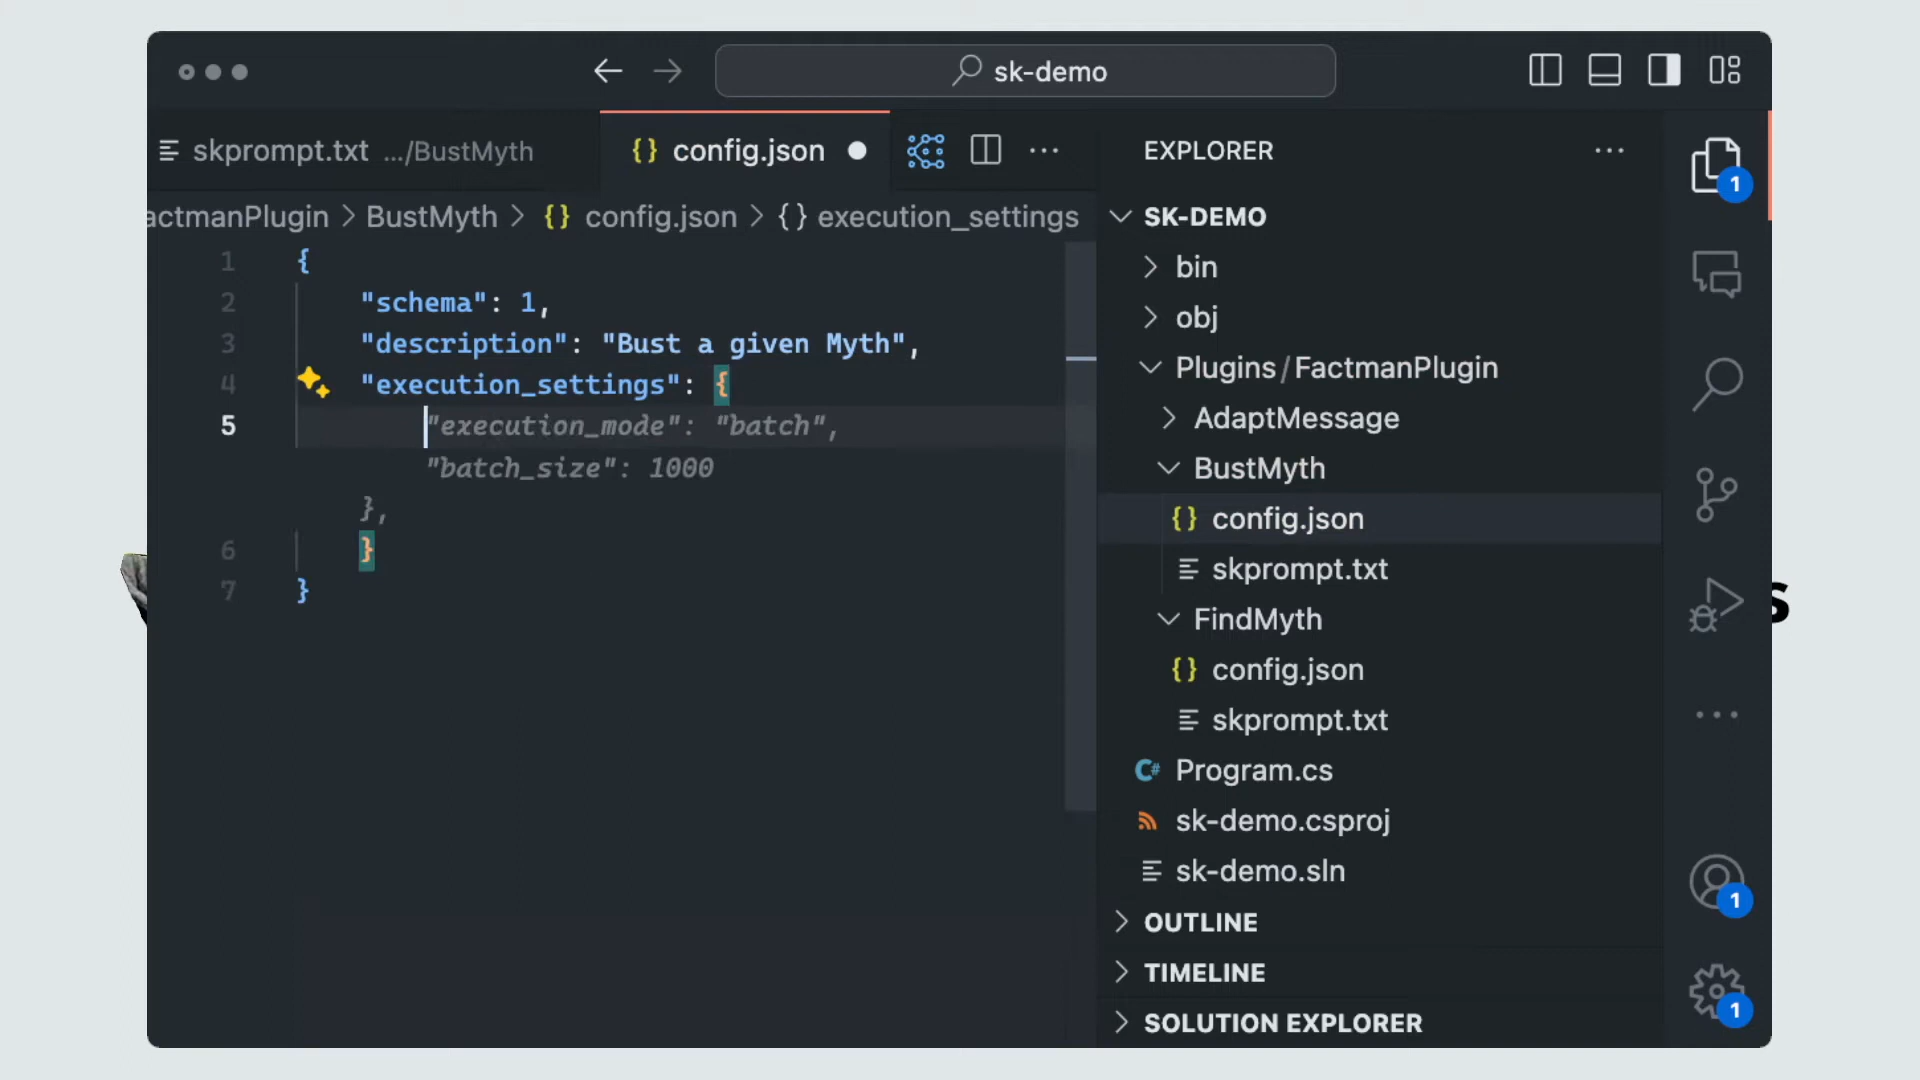 sk-demo
skprompt.txt .../BustMyth
{} config.json
actmanPlugin > BustMyth > {} config.json > {} execution_settings
1 {
2 "schema": 1,
3 "description": "Bust a given Myth",
4 "execution_settings": {
5 "execution_mode": "batch",
"batch_size": 1000
},
6 }
7 }
EXPLORER
SK-DEMO
bin
obj
Plugins/FactmanPlugin
AdaptMessage
BustMyth
{} config.json
skprompt.txt
FindMyth
{} config.json
skprompt.txt
C# Program.cs
sk-demo.csproj
sk-demo.sln
OUTLINE
TIMELINE
SOLUTION EXPLORER
1
1
1
s